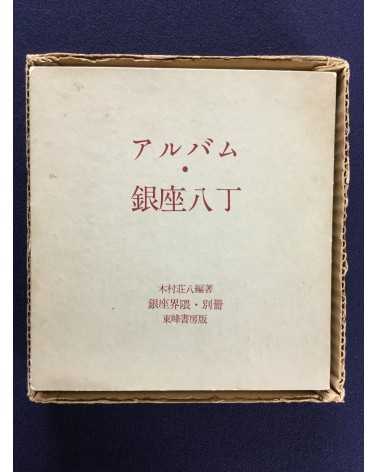 アルバム
・
銀座八丁
木村荘八編著
銀座界隈・別冊
東峰書房版